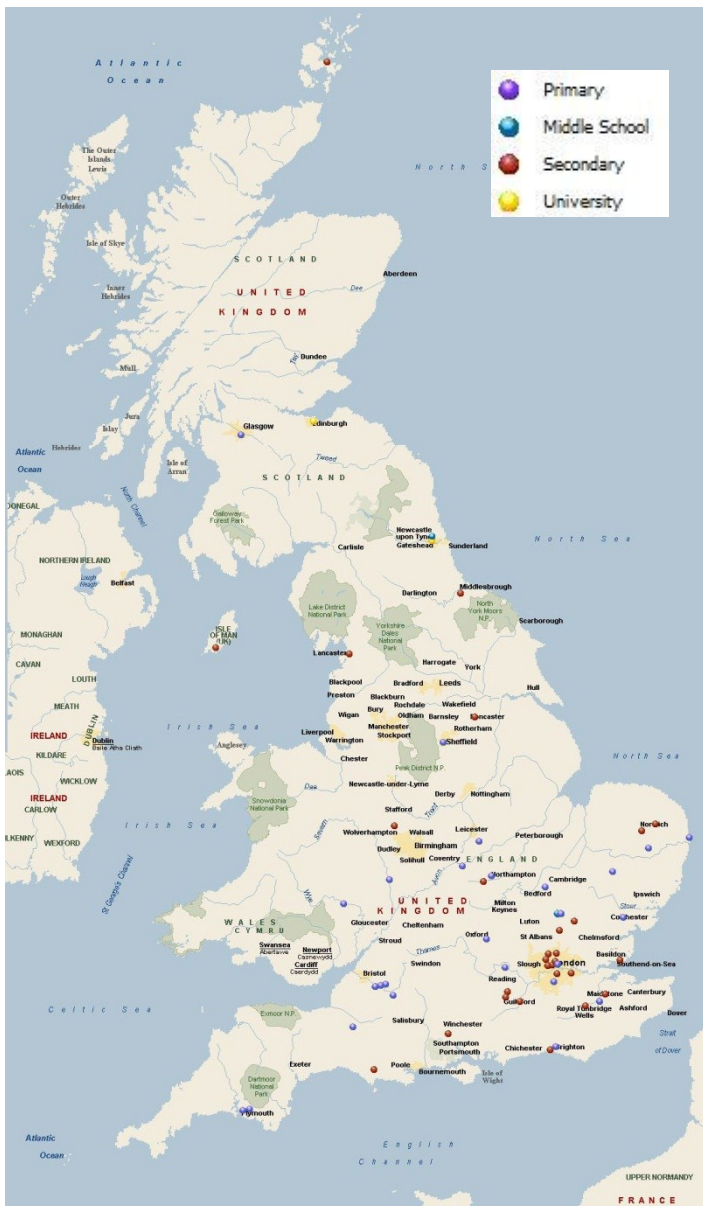 Atlantic
Ocean
Primary
Middle School
Secondary
University
The Outer
Islands
Lewis
North S
Outer
Hebrides
Isle of Skye
SCOTLAND
Aberdeen
Inner
Hebrides
UNITED
KINGDOM
Dee
Dundee
Mull
Jura
Islay
Glasgow
Edinburgh
Hebrides
Isle of
Arran
Tweed
Atlantic
Ocean
SCOTLAND
North Channel
DONEGAL
Galloway
Forest Park
Newcastle
upon Tyne
Gateshead
Sunderland
North Sea
Carlisle
NORTHERN IRELAND
Lough
Neagh
Belfast
Middlesbrough
Darlington
Lake District
National Park
North
York Moors
N.P.
Scarborough
Yorkshire
Dales
National
Park
ISLE
OF MAN
(UK)
MONAGHAN
Lancaster
CAVAN
Harrogate
York
LOUTH
Blackpool
Bradford
Leeds
Hull
Preston
Blackburn
MEATH
Rochdale
Wakefield
Bury
Wigan
Oldham
Barnsley
Doncaster
Irish Sea
Manchester
Rotherham
IRELAND
DUBLIN
Dublin
Baile Átha Cliath
Liverpool
Warrington
Stockport
Sheffield
Anglesey
KILDARE
Chester
Peak District N.P.
North Sea
LAOIS
WICKLOW
Snowdonia
National Park
Dee
Newcastle-under-Lyme
Derby
Nottingham
IRELAND
CARLOW
Stafford
Trent
Irish Sea
Severn
Wolverhampton
Walsall
Leicester
Peterborough
Norwich
KILKENNY
WEXFORD
Dudley
Birmingham
Solihull
Coventry
ENGLAND
St George's Channel
Wye
Avon
Northampton
Cambridge
Bedford
Ipswich
UNITED
KINGDOM
Milton
Keynes
Stour
Colchester
WALES
CYMRU
Gloucester
Cheltenham
Luton
Swansea
Abertawe
Newport
Casnewydd
Cardiff
Caerdydd
Stroud
Oxford
St Albans
Chelmsford
Thames
Basildon
Swindon
Slough
London
Southend-on-Sea
Bristol
Reading
Celtic Sea
Maidstone
Canterbury
Exmoor N.P.
Guildford
Royal Tunbridge
Wells
Ashford
Salisbury
Winchester
Dover
Southampton
Portsmouth
Chichester
Brighton
Strait
of Dover
Exeter
Poole
Bournemouth
Isle of
Wight
Dartmoor
National
Park
Plymouth
Atlantic
Ocean
English
Channel
UPPER NORMANDY
FRANCE